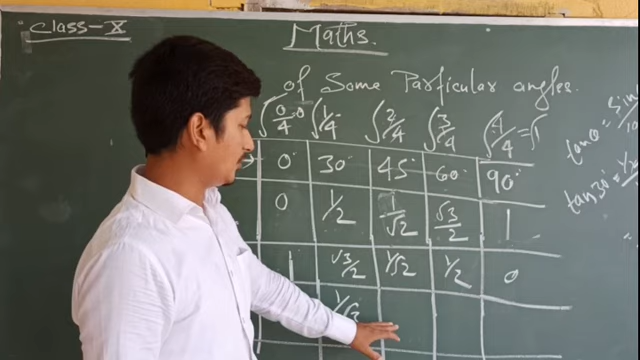 Class-X
Maths.
of Some Particular angles.
√0/4=0 √1/4 √2/4 √3/4 √4/4=√1
0° 30° 45° 60° 90°
0 1/2 1/√2 √3/2 1
1 √3/2 1/√2 1/2 0
1/√3
tanθ = Sin
tan30° = 1/2